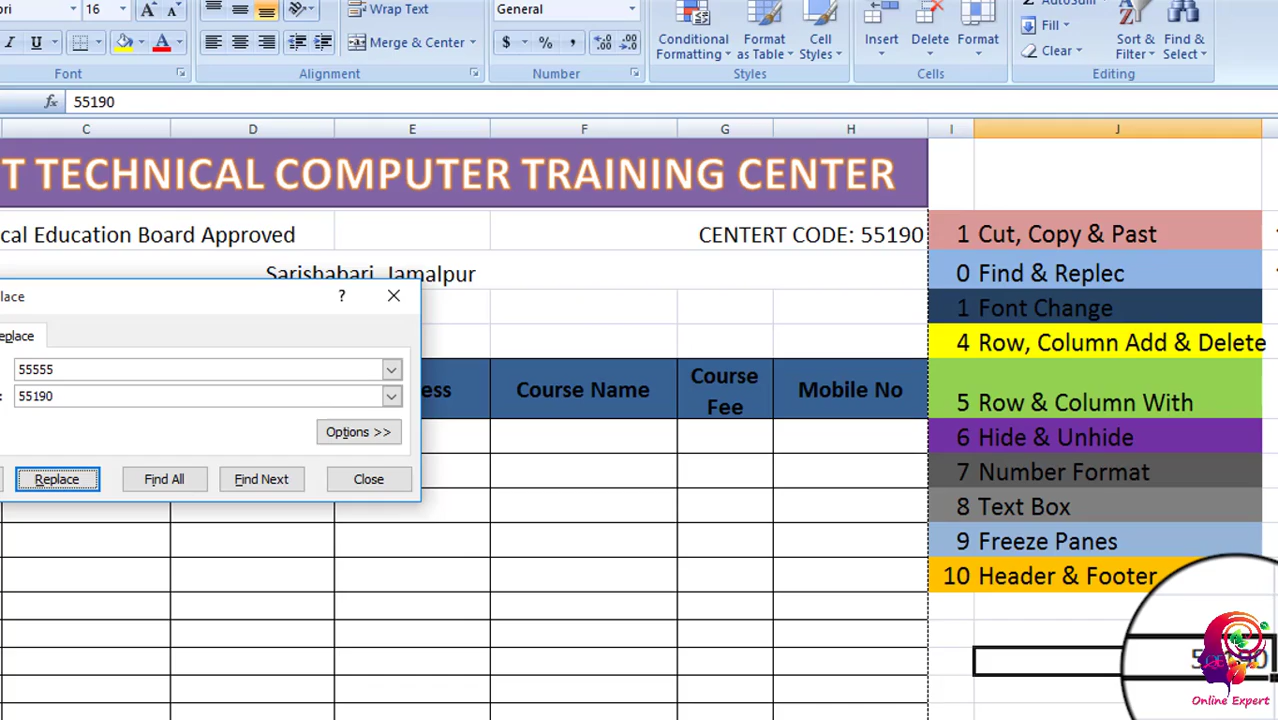 16
Wrap Text
General
AutoSum
Fill
Merge & Center
Conditional Formatting
Format as Table
Cell Styles
Insert
Delete
Format
Clear
Sort & Filter
Find & Select
Font
Alignment
Number
Styles
Cells
Editing
fx 55190
C D E F G H I J
T TECHNICAL COMPUTER TRAINING CENTER
cal Education Board Approved
CENTERT CODE: 55190
Sarishabari, Jamalpur
lace
? ×
eplace
55555
: 55190
Options >>
Replace
Find All
Find Next
Close
ess
Course Name
Course Fee
Mobile No
1 Cut, Copy & Past
0 Find & Replec
1 Font Change
4 Row, Column Add & Delete
5 Row & Column With
6 Hide & Unhide
7 Number Format
8 Text Box
9 Freeze Panes
10 Header & Footer
Online Expert